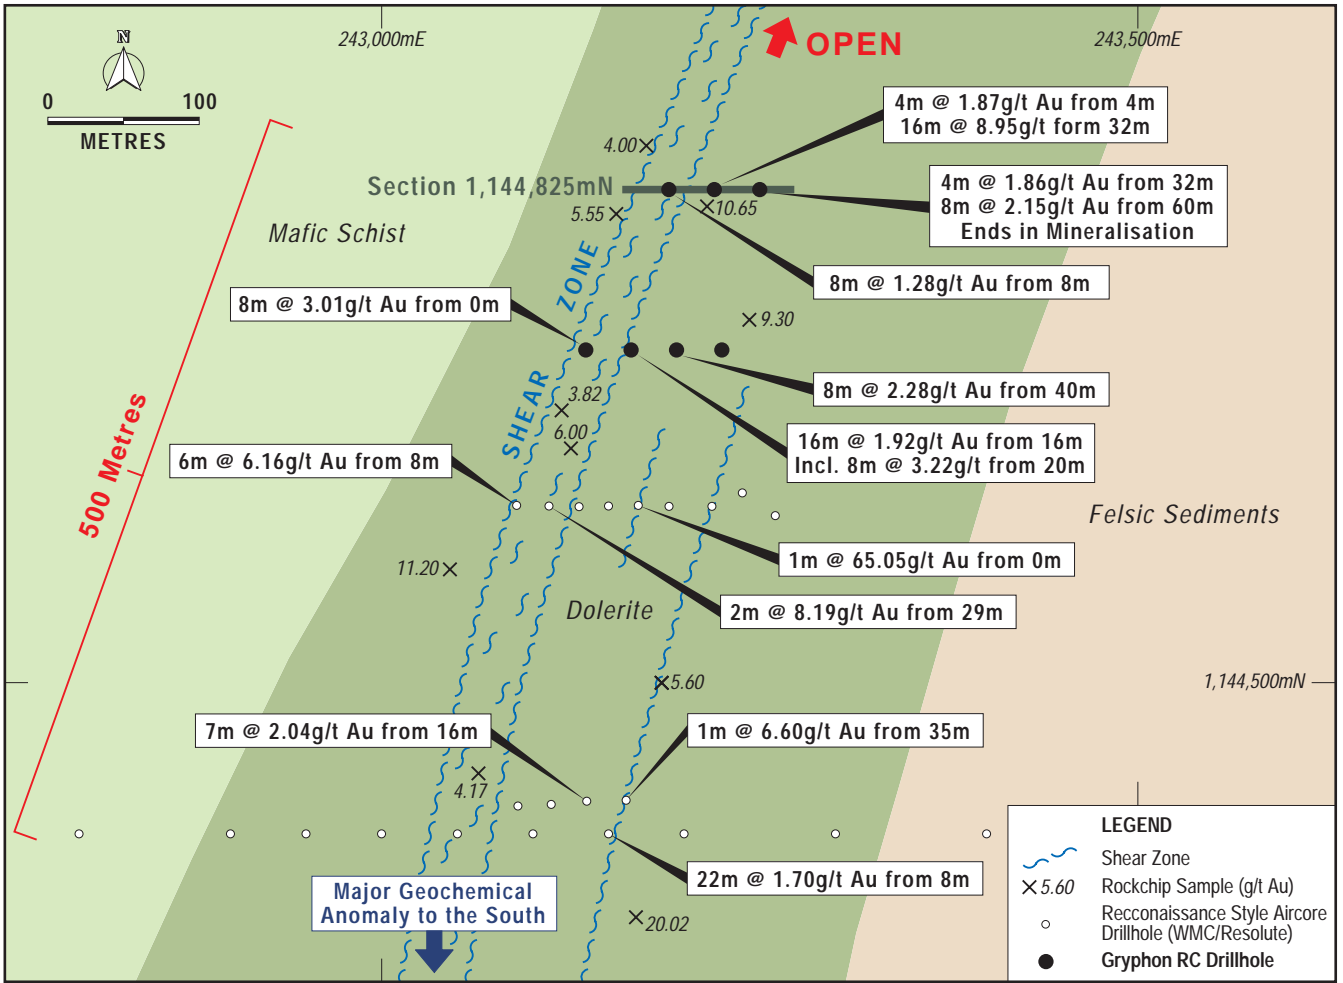 N
0 100
METRES
243,000mE
243,500mE
OPEN
4m @ 1.87g/t Au from 4m
16m @ 8.95g/t form 32m
4.00
Section 1,144,825mN
4m @ 1.86g/t Au from 32m
8m @ 2.15g/t Au from 60m
Ends in Mineralisation
5.55
10.65
Mafic Schist
8m @ 1.28g/t Au from 8m
8m @ 3.01g/t Au from 0m
9.30
SHEAR ZONE
8m @ 2.28g/t Au from 40m
3.82
6.00
16m @ 1.92g/t Au from 16m
Incl. 8m @ 3.22g/t from 20m
500 Metres
6m @ 6.16g/t Au from 8m
Felsic Sediments
1m @ 65.05g/t Au from 0m
11.20
Dolerite
2m @ 8.19g/t Au from 29m
5.60
1,144,500mN
7m @ 2.04g/t Au from 16m
1m @ 6.60g/t Au from 35m
4.17
22m @ 1.70g/t Au from 8m
Major Geochemical
Anomaly to the South
20.02
LEGEND
Shear Zone
5.60 Rockchip Sample (g/t Au)
Recconaissance Style Aircore
Drillhole (WMC/Resolute)
Gryphon RC Drillhole